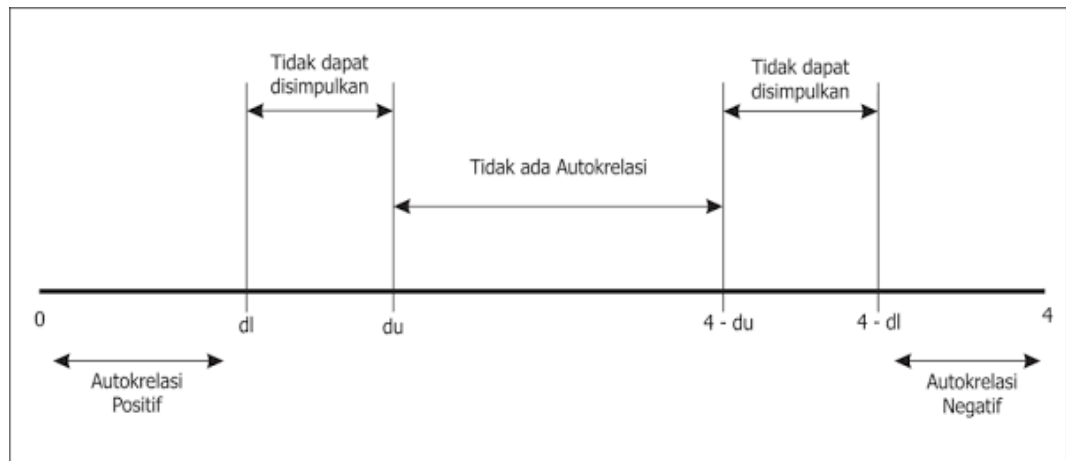 Tidak dapat
disimpulkan
Tidak dapat
disimpulkan
Tidak ada Autokrelasi
0
dl
du
4 - du
4 - dl
4
Autokrelasi
Positif
Autokrelasi
Negatif